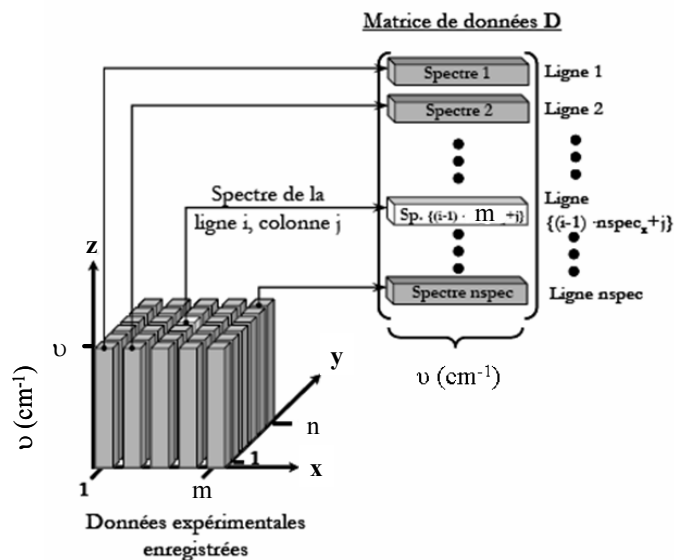 Matrice de données D
Spectre 1 Ligne 1
Spectre 2 Ligne 2
Spectre de la
ligne i, colonne j
Sp. {(i-1) · m +j}
Ligne
{(i-1) ·nspecx+j}
Spectre nspec
Ligne nspec
υ (cm-1)
z
υ
υ (cm-1)
y
n
1
x
1
m
Données expérimentales
enregistrées